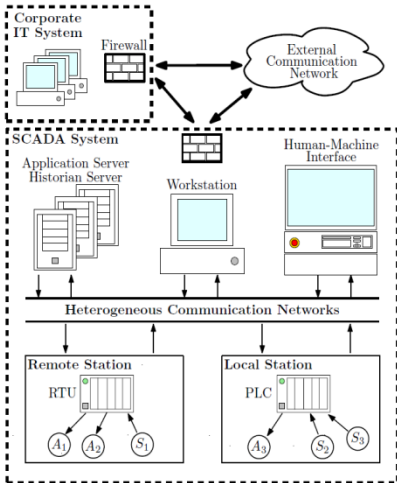 Corporate
IT System
Firewall
External
Communication
Network
SCADA System
Application Server
Historian Server
Workstation
Human-Machine
Interface
Heterogeneous Communication Networks
Remote Station
RTU
A1
A2
S1
Local Station
PLC
A3
S2
S3